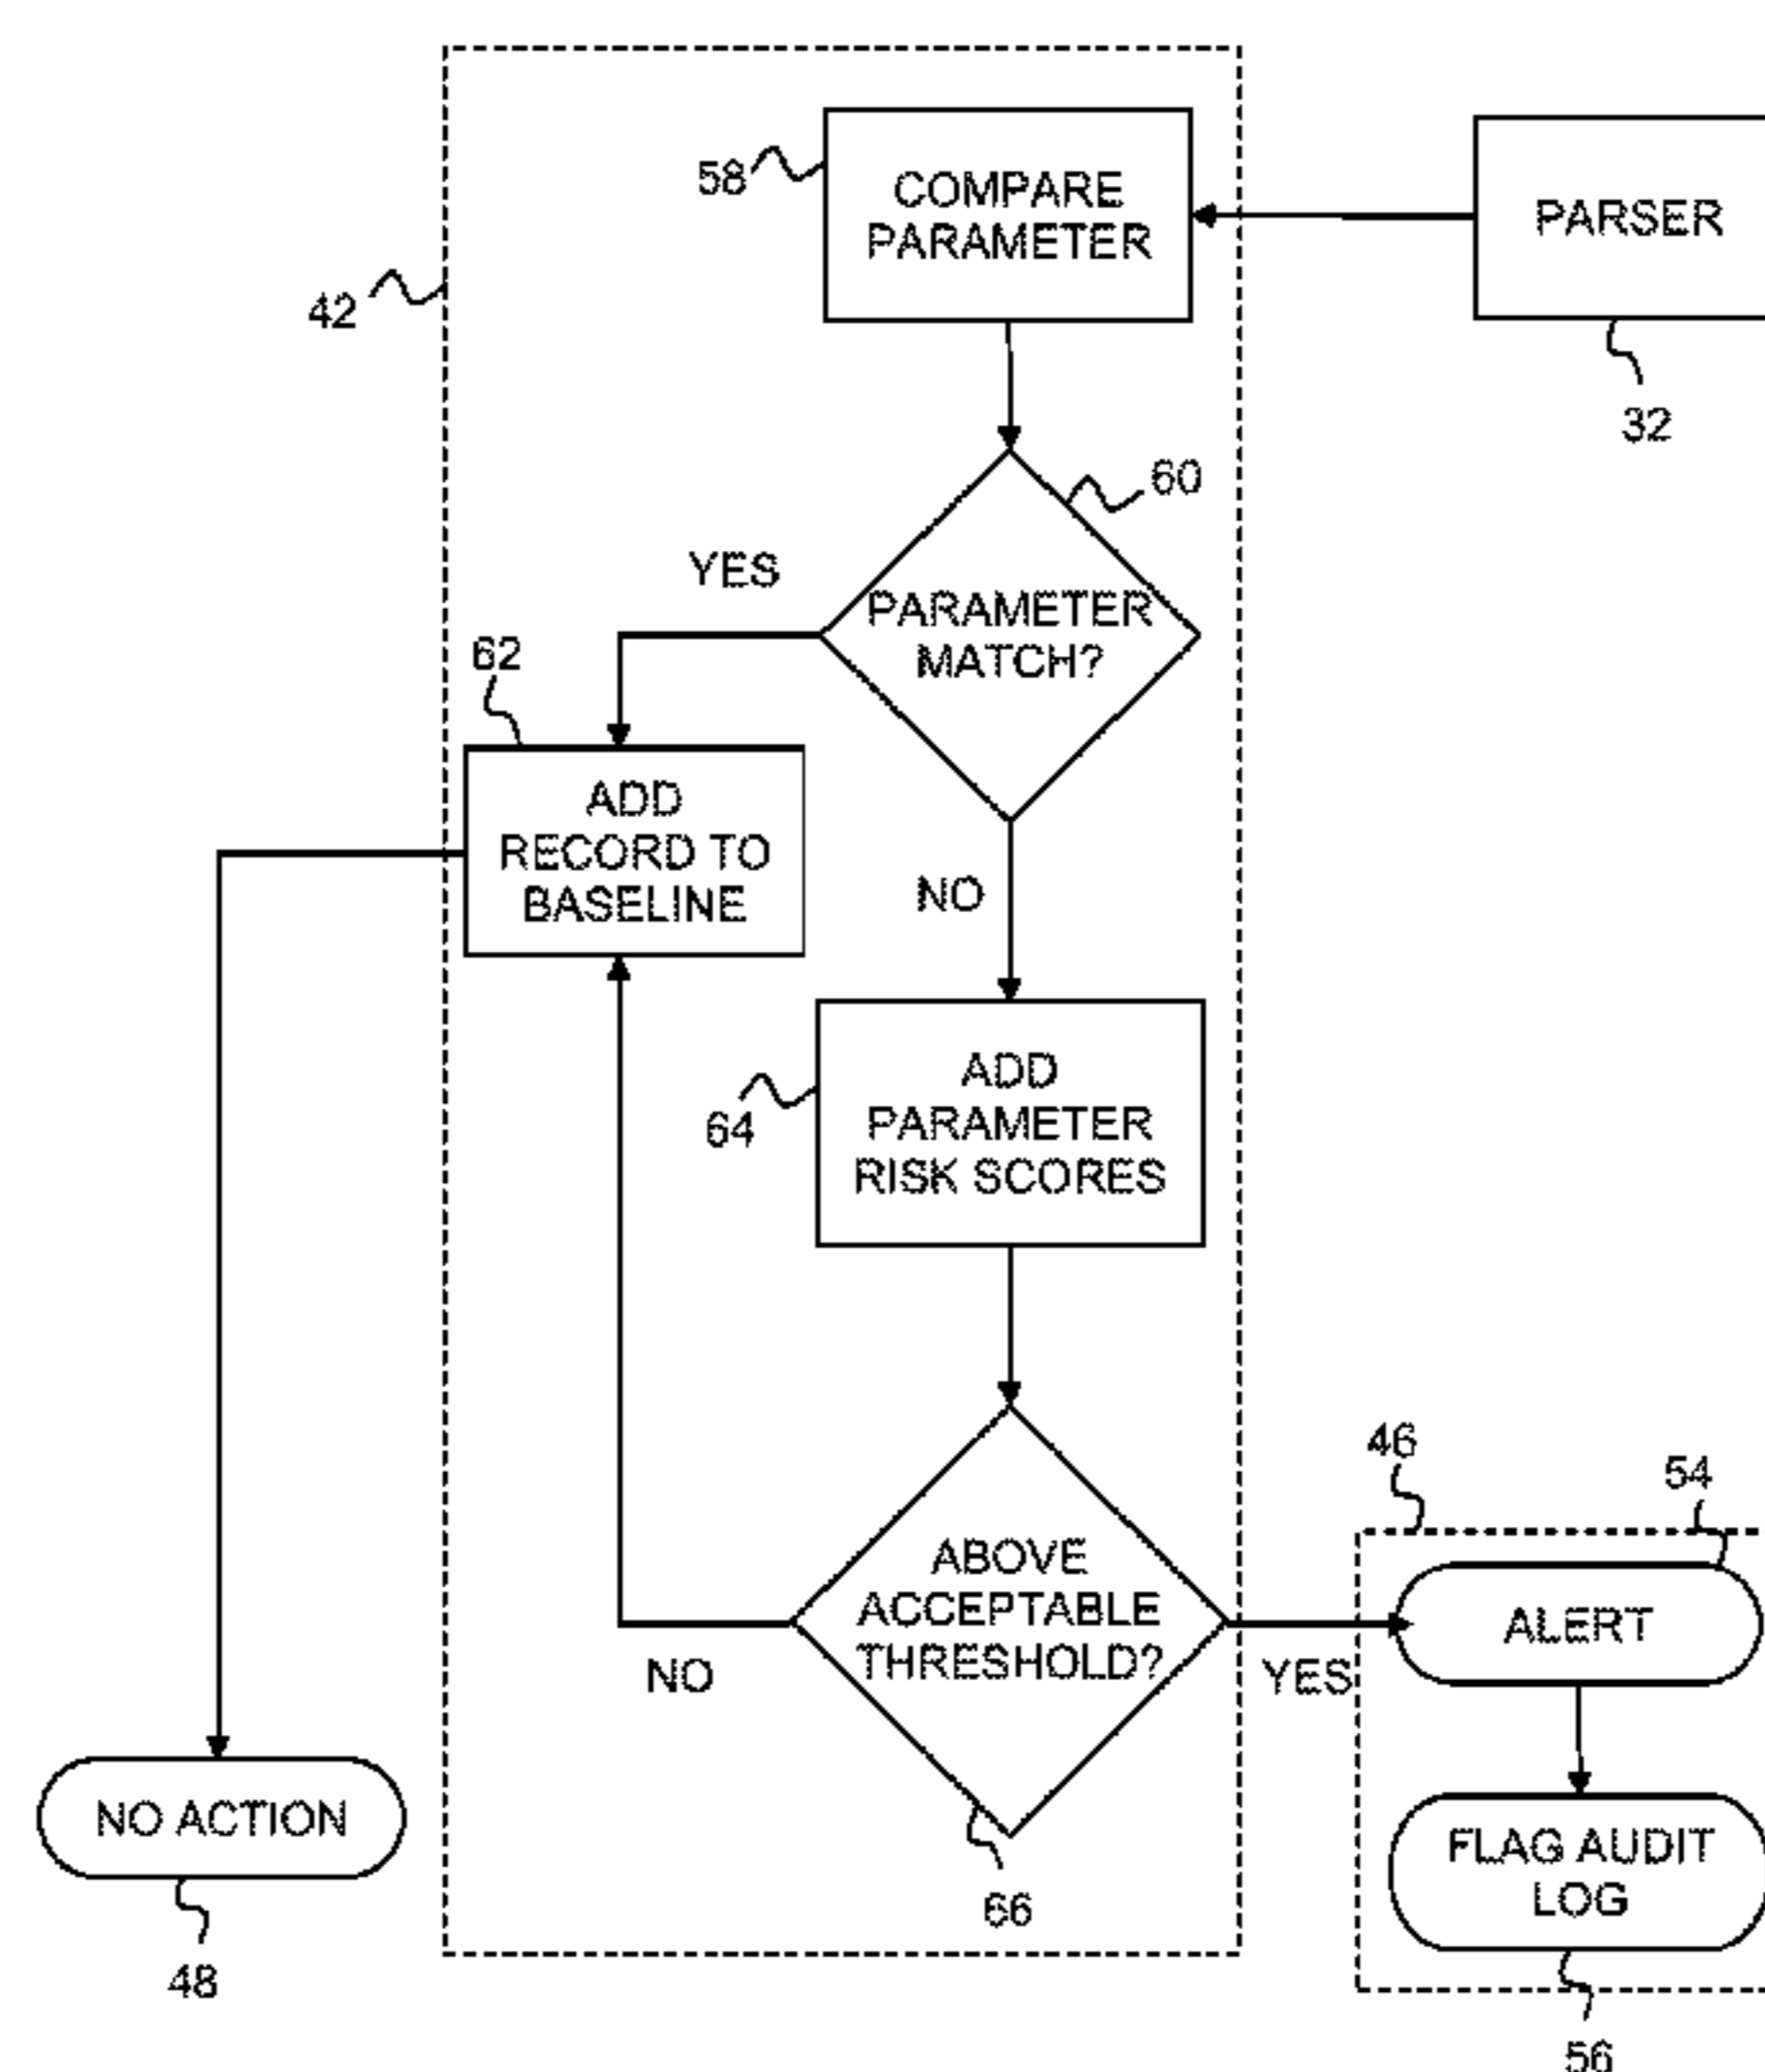 58
COMPARE
PARAMETER
PARSER
42
32
60
YES
PARAMETER
MATCH?
62
ADD
RECORD TO
BASELINE
NO
ADD
PARAMETER
RISK SCORES
64
46
54
ABOVE
ACCEPTABLE
THRESHOLD?
ALERT
NO
YES
NO ACTION
FLAG AUDIT
LOG
66
48
56